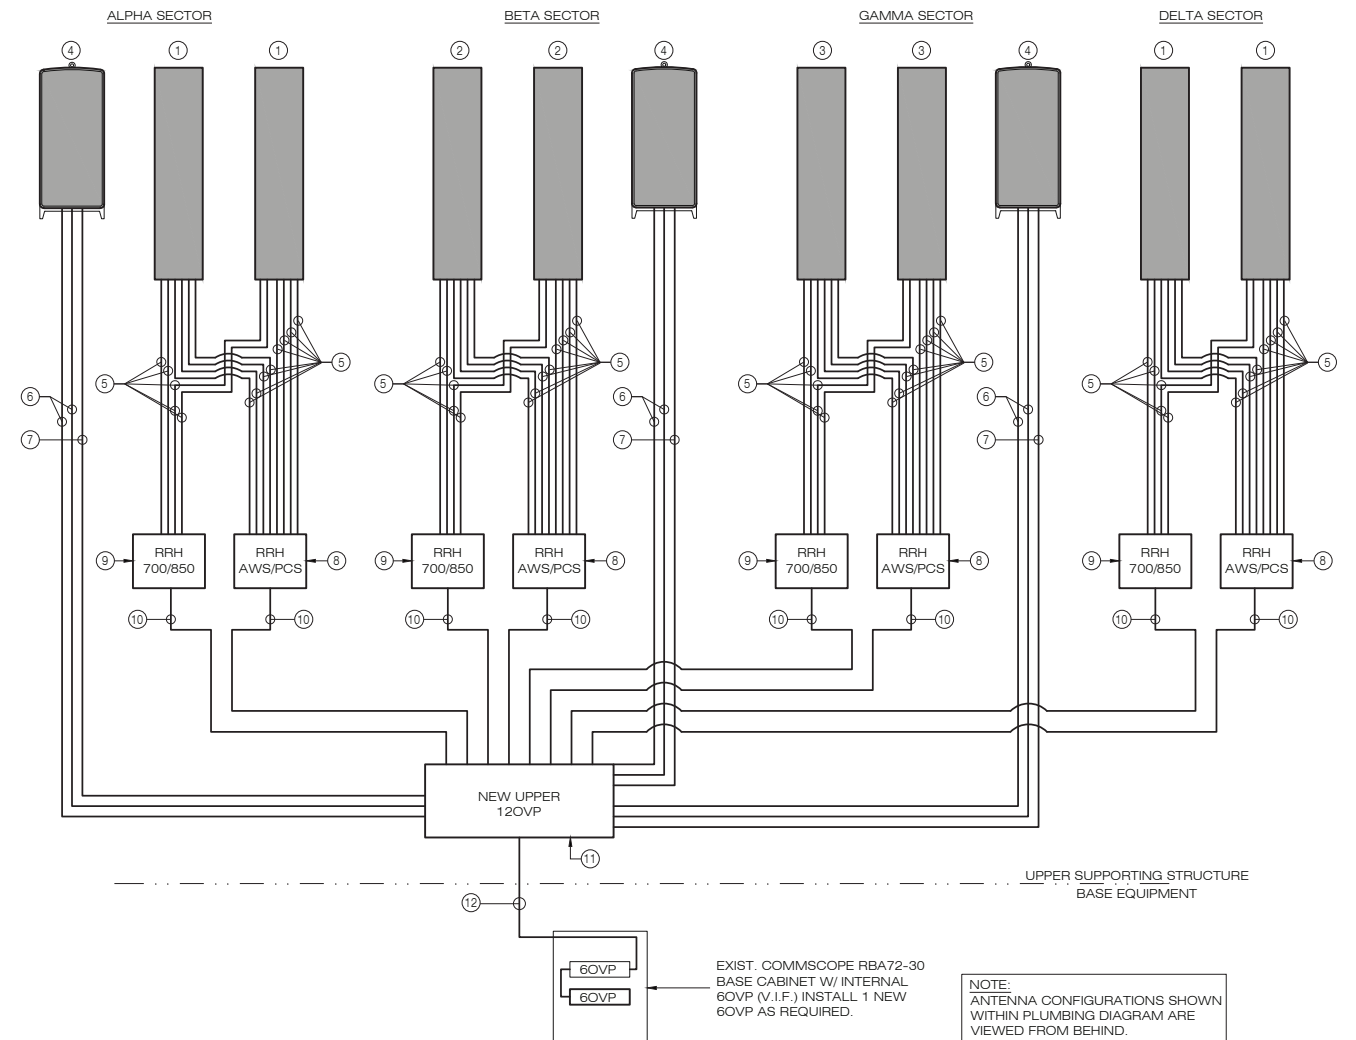 ALPHA SECTOR
BETA SECTOR
GAMMA SECTOR
DELTA SECTOR
4
1
1
2
2
4
3
3
4
1
1
5
5
5
5
5
5
5
5
6
6
6
7
7
7
RRH
700/850
RRH
AWS/PCS
RRH
700/850
RRH
AWS/PCS
RRH
700/850
RRH
AWS/PCS
RRH
700/850
RRH
AWS/PCS
9
8
9
8
9
8
9
8
10
10
10
10
10
10
10
10
NEW UPPER
12OVP
11
UPPER SUPPORTING STRUCTURE
BASE EQUIPMENT
12
6OVP
6OVP
EXIST. COMMSCOPE RBA72-30
BASE CABINET W/ INTERNAL
6OVP (V.I.F.) INSTALL 1 NEW
6OVP AS REQUIRED.
NOTE:
ANTENNA CONFIGURATIONS SHOWN
WITHIN PLUMBING DIAGRAM ARE
VIEWED FROM BEHIND.